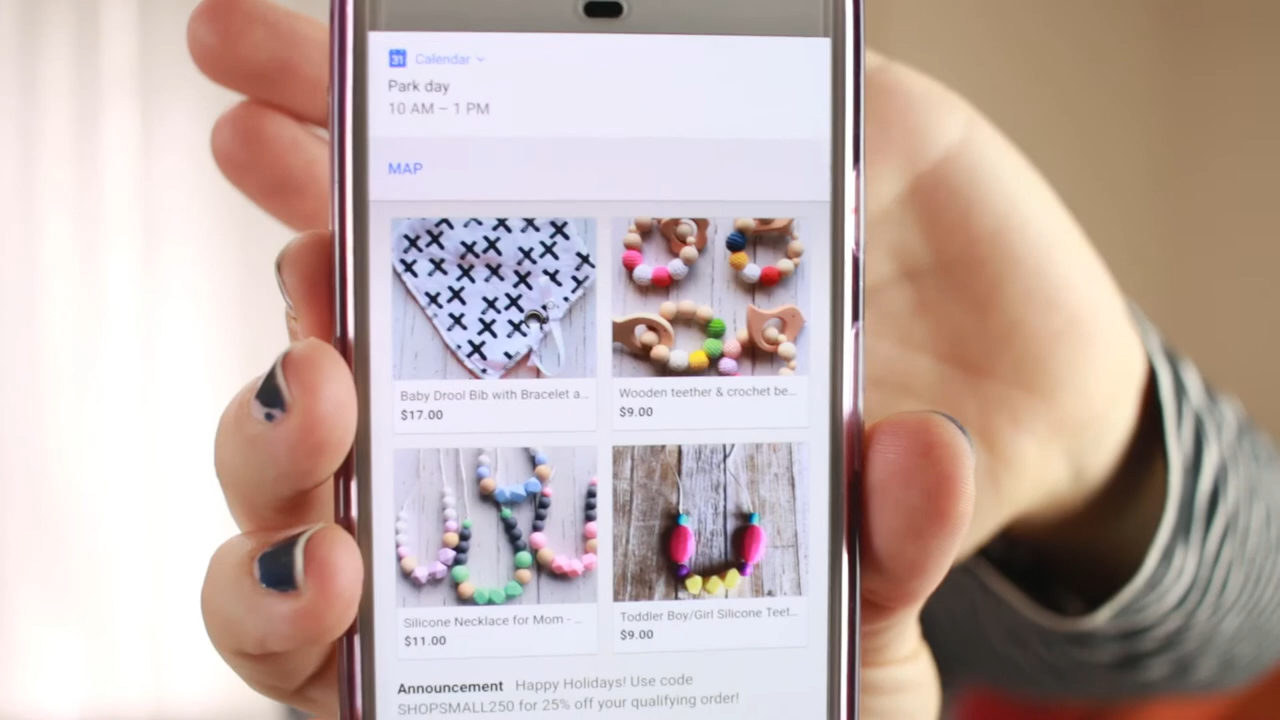 31 Calendar
Park day
10 AM – 1 PM
MAP
Baby Drool Bib with Bracelet a...
$17.00
Wooden teether & crochet be...
$9.00
Silicone Necklace for Mom - ...
$11.00
Toddler Boy/Girl Silicone Teet...
$9.00
Announcement Happy Holidays! Use code
SHOPSMALL250 for 25% off your qualifying order!